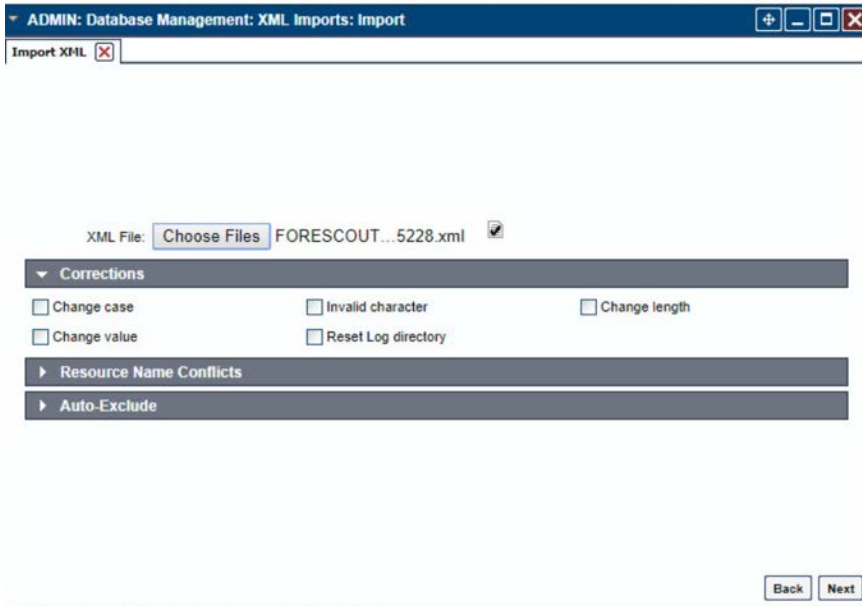 ADMIN: Database Management: XML Imports: Import
Import XML
XML File: Choose Files FORESCOUT...5228.xml
Corrections
Change case Invalid character Change length
Change value Reset Log directory
Resource Name Conflicts
Auto-Exclude
Back Next